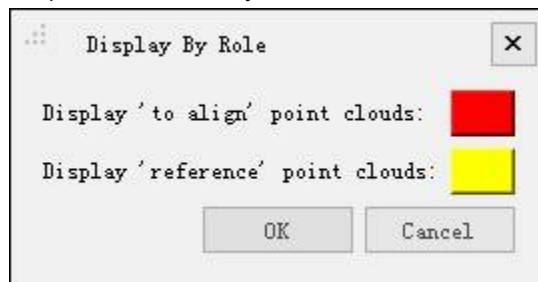 Display By Role
Display 'to align' point clouds:
Display 'reference' point clouds:
OK Cancel